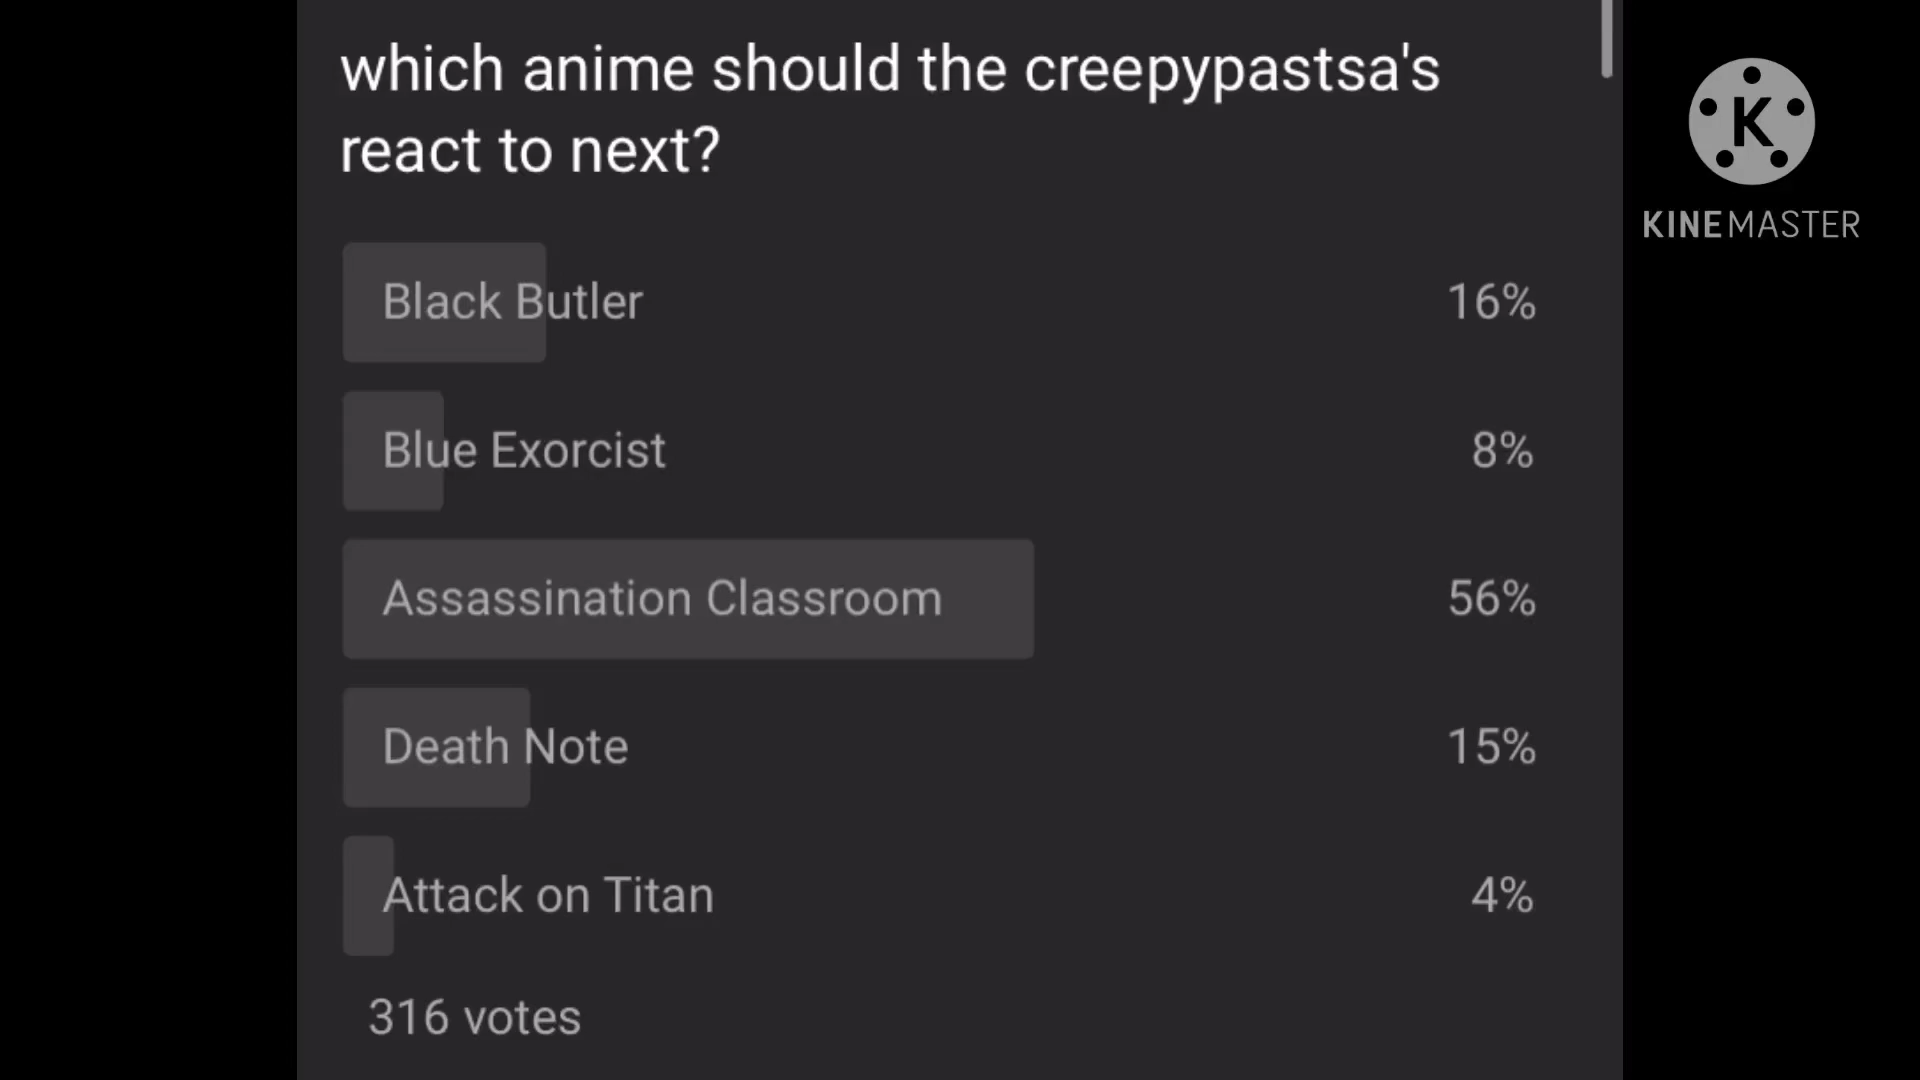 which anime should the creepypastsa's
react to next?
K
KINEMASTER
Black Butler 16%
Blue Exorcist 8%
Assassination Classroom 56%
Death Note 15%
Attack on Titan 4%
316 votes